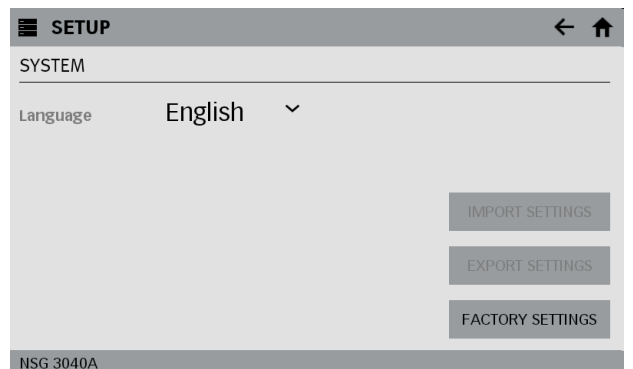 SETUP
SYSTEM
Language English
IMPORT SETTINGS
EXPORT SETTINGS
FACTORY SETTINGS
NSG 3040A